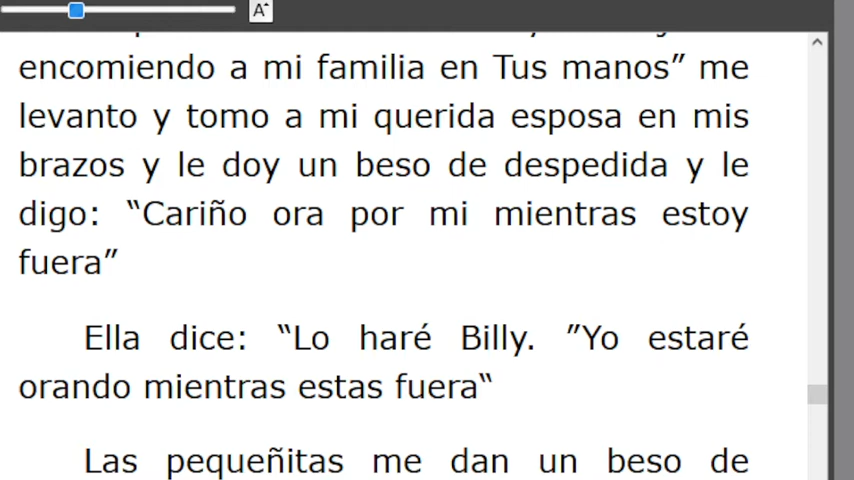 A
encomiendo a mi familia en Tus manos” me
levanto y tomo a mi querida esposa en mis
brazos y le doy un beso de despedida y le
digo: “Cariño ora por mi mientras estoy
fuera”
Ella dice: “Lo haré Billy. ”Yo estaré
orando mientras estas fuera“
Las pequeñitas me dan un beso de